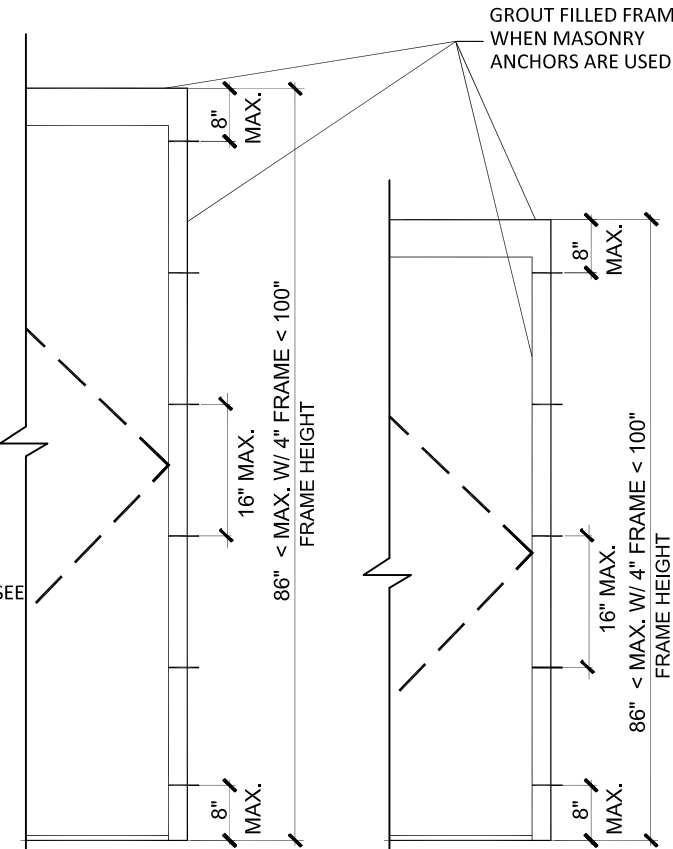 GROUT FILLED FRAM
WHEN MASONRY
ANCHORS ARE USED
8"
MAX.
86" < MAX. W/ 4" FRAME < 100"
FRAME HEIGHT
16" MAX.
8"
MAX.
SEE
8"
MAX.
86" < MAX. W/ 4" FRAME < 100"
FRAME HEIGHT
16" MAX.
8"
MAX.